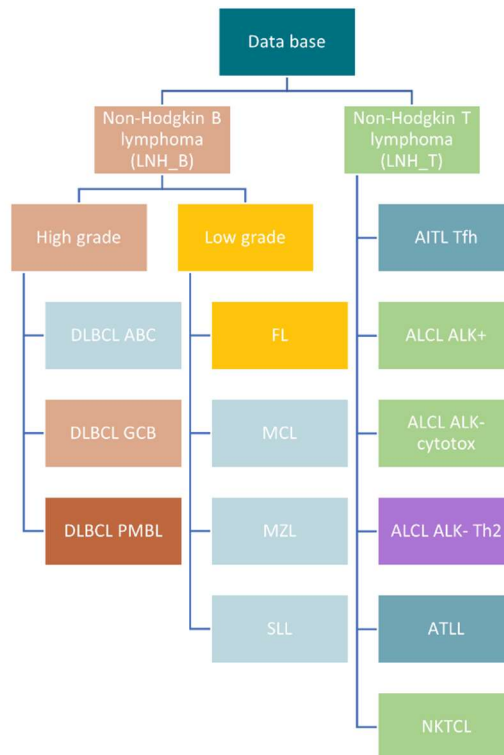 Data base
Non-Hodgkin B
lymphoma
(LNH_B)
Non-Hodgkin T
lymphoma
(LNH_T)
High grade
Low grade
AITL Tfh
DLBCL ABC
FL
ALCL ALK+
DLBCL GCB
MCL
ALCL ALK-
cytotox
DLBCL PMBL
MZL
ALCL ALK- Th2
SLL
ATLL
NKTCL